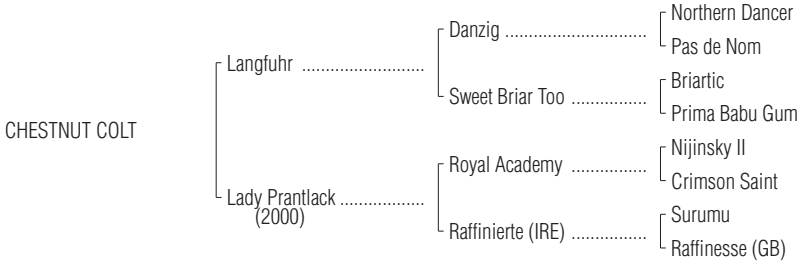 Northern Dancer
Danzig ..............................
Pas de Nom
Langfuhr ..........................
Briartic
Sweet Briar Too ................
Prima Babu Gum
CHESTNUT COLT
Nijinsky II
Royal Academy ................
Crimson Saint
Lady Prantlack ..................
(2000)
Surumu
Raffinierte (IRE) ................
Raffinesse (GB)